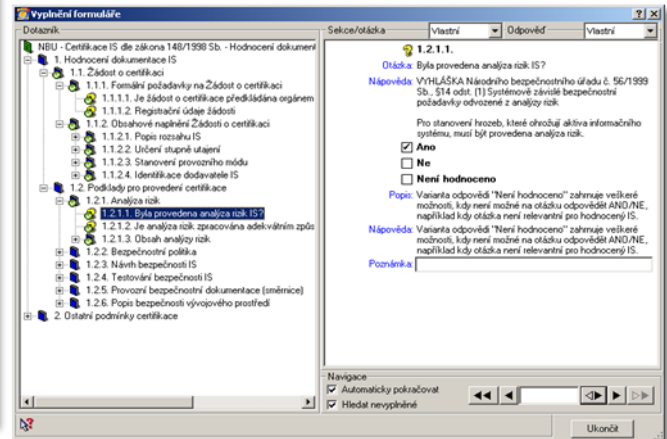 Vyplnění formuláře
Dotazník
NBU - Certifikace IS dle zákona 148/1998 Sb. - Hodnocení dokument
1. Hodnocení dokumentace IS
1.1. Žádost o certifikaci
1.1.1. Formální požadavky na Žádost o certifikaci
1.1.1.1. Je žádost o certifikace předkládána orgánem
1.1.1.2. Registrační údaje žádosti
1.1.2. Obsahové naplnění Žádosti o certifikaci
1.1.2.1. Popis rozsahu IS
1.1.2.2. Určení stupně utajení
1.1.2.3. Stanovení provozního módu
1.1.2.4. Identifikace dodavatele IS
1.2. Podklady pro provedení certifikace
1.2.1. Analýza rizik
1.2.1.1. Byla provedena analýza rizik IS?
1.2.1.2. Je analýza rizik zpracována adekvátním způs
1.2.1.3. Obsah analýzy rizik
1.2.2. Bezpečnostní politika
1.2.3. Návrh bezpečnosti IS
1.2.4. Testování bezpečnosti IS
1.2.5. Provozní bezpečnostní dokumentace (směrnice)
1.2.6. Popis bezpečnosti vývojového prostředí
2. Ostatní podmínky certifikace
Sekce/otázka Vlastní Odpověď Vlastní
1.2.1.1.
Otázka: Byla provedena analýza rizik IS?
Nápověda: VYHLÁŠKA Národního bezpečnostního úřadu č. 56/1999
Sb., §14 odst. (1) Systémově závislé bezpečnostní
požadavky odvozené z analýzy rizik
Pro stanovení hrozeb, které ohrožují aktiva informačního
systému, musí být provedena analýza rizik.
Ano
Ne
Není hodnoceno
Popis: Varianta odpovědi "Není hodnoceno" zahrnuje veškeré
možnosti, kdy není možné na otázku odpovědět ANO/NE,
například kdy otázka není relevantní pro hodnocený IS.
Nápověda: Varianta odpovědi "Není hodnoceno" zahrnuje veškeré
možnosti, kdy není možné na otázku odpovědět ANO/NE,
například kdy otázka není relevantní pro hodnocený IS.
Poznámka:
Navigace
Automaticky pokračovat
Hledat nevyplněné
Ukončit